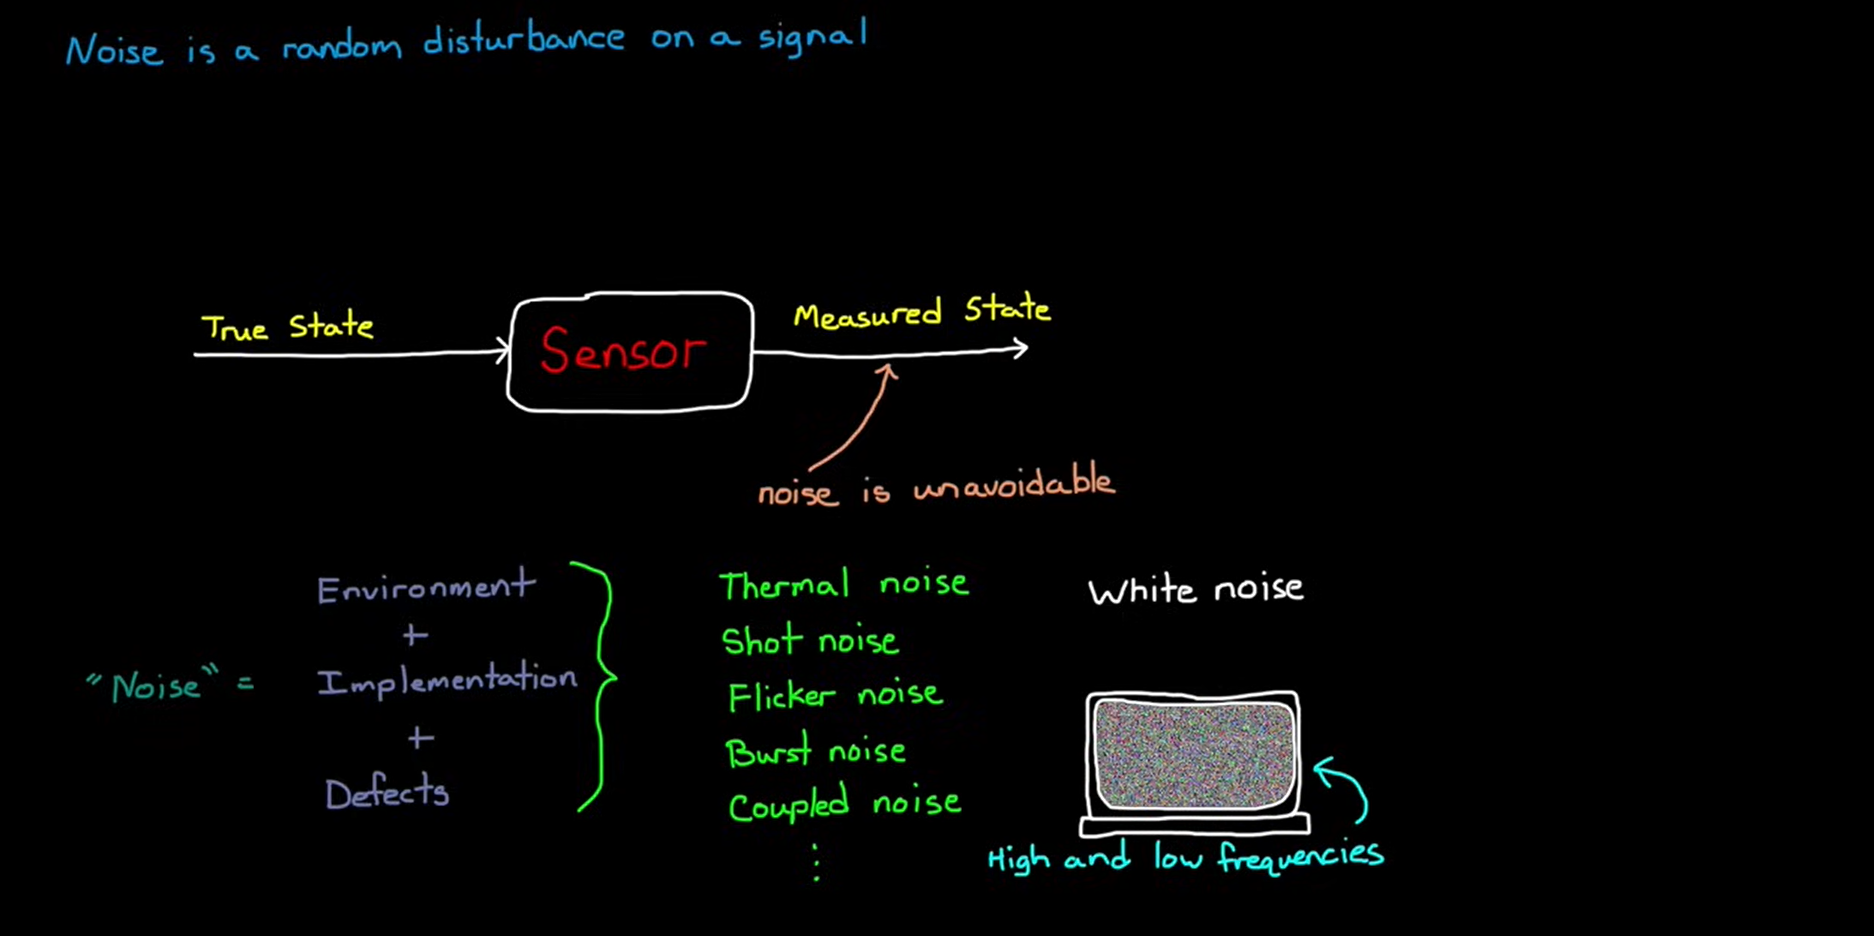 Noise is a random disturbance on a signal
True State
Sensor
Measured State
noise is unavoidable
"Noise" =
Environment
+
Implementation
+
Defects
Thermal noise
Shot noise
Flicker noise
Burst noise
Coupled noise
⋮
White noise
High and low frequencies